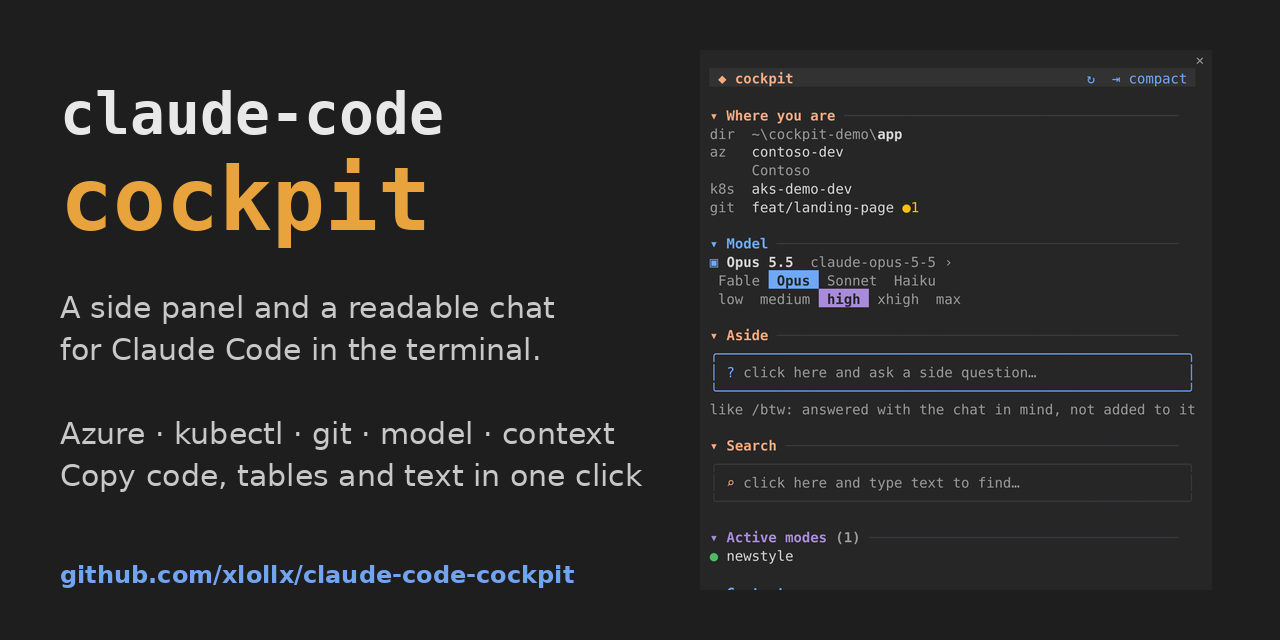 claude-code
cockpit
A side panel and a readable chat
for Claude Code in the terminal.
Azure · kubectl · git · model · context
Copy code, tables and text in one click
github.com/xlollx/claude-code-cockpit
×
◆ cockpit ↻ ⇥ compact
▾ Where you are
dir ~\cockpit-demo\app
az contoso-dev
Contoso
k8s aks-demo-dev
git feat/landing-page ●1
▾ Model
▣ Opus 5.5 claude-opus-5-5 ›
Fable Opus Sonnet Haiku
low medium high xhigh max
▾ Aside
? click here and ask a side question…
like /btw: answered with the chat in mind, not added to it
▾ Search
⌕ click here and type text to find…
▾ Active modes (1)
● newstyle